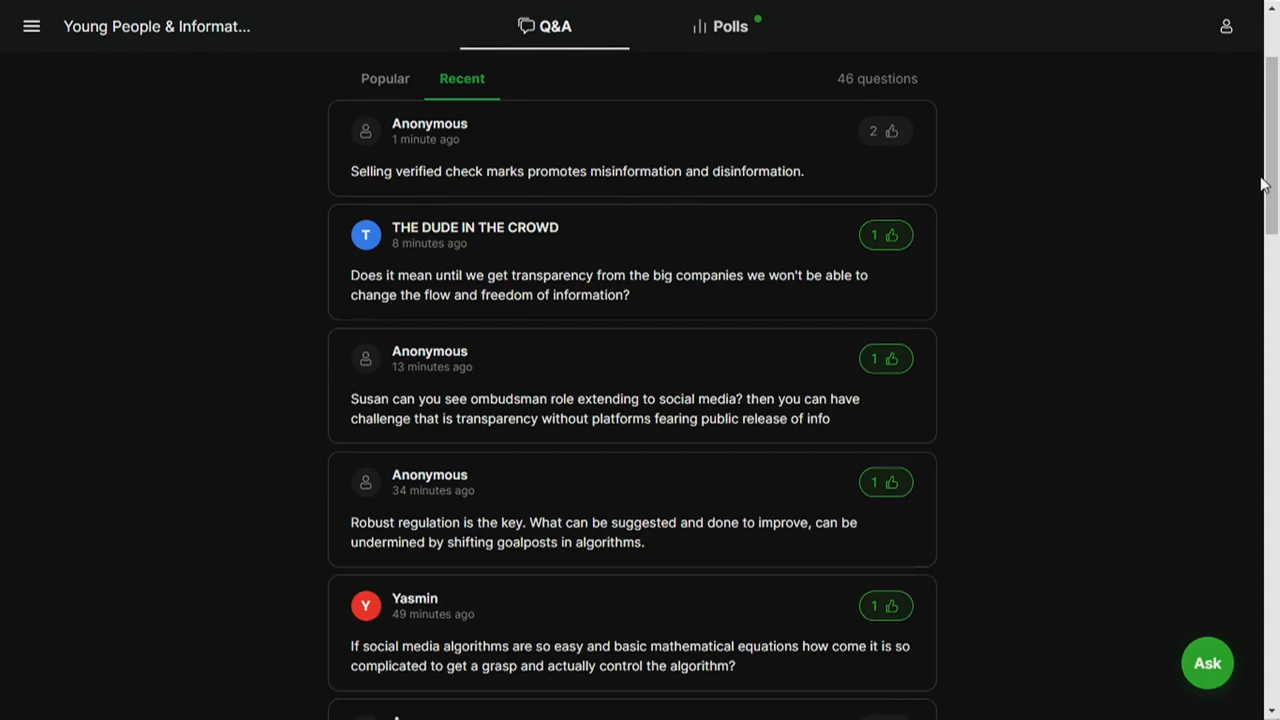 Young People & Informat...
Q&A
Polls
Popular
Recent
46 questions
Anonymous
1 minute ago
2
Selling verified check marks promotes misinformation and disinformation.
T
THE DUDE IN THE CROWD
8 minutes ago
1
Does it mean until we get transparency from the big companies we won't be able to
change the flow and freedom of information?
Anonymous
13 minutes ago
1
Susan can you see ombudsman role extending to social media? then you can have
challenge that is transparency without platforms fearing public release of info
Anonymous
34 minutes ago
1
Robust regulation is the key. What can be suggested and done to improve, can be
undermined by shifting goalposts in algorithms.
Y
Yasmin
49 minutes ago
1
If social media algorithms are so easy and basic mathematical equations how come it is so
complicated to get a grasp and actually control the algorithm?
Ask